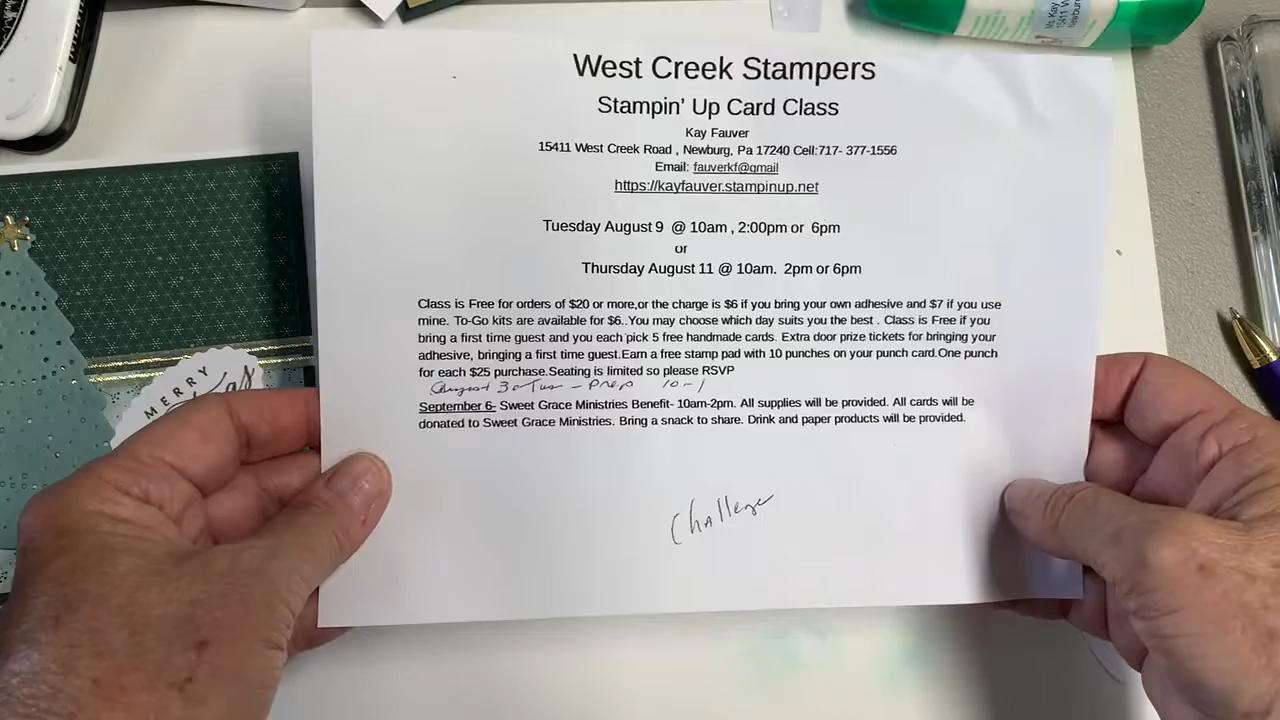 West Creek Stampers
Stampin' Up Card Class
Kay Fauver
15411 West Creek Road , Newburg, Pa 17240 Cell:717- 377-1556
Email: fauverkf@gmail
https://kayfauver.stampinup.net
Tuesday August 9 @ 10am , 2:00pm or 6pm
or
Thursday August 11 @ 10am. 2pm or 6pm
Class is Free for orders of $20 or more,or the charge is $6 if you bring your own adhesive and $7 if you use
mine. To-Go kits are available for $6..You may choose which day suits you the best . Class is Free if you
bring a first time guest and you each pick 5 free handmade cards. Extra door prize tickets for bringing your
adhesive, bringing a first time guest.Earn a free stamp pad with 10 punches on your punch card.One punch
for each $25 purchase.Seating is limited so please RSVP
August 30 Tues - Prep 10-1
September 6- Sweet Grace Ministries Benefit- 10am-2pm. All supplies will be provided. All cards will be
donated to Sweet Grace Ministries. Bring a snack to share. Drink and paper products will be provided.
Challenge
MERRY
Ms Kay
15411 W
Newbur